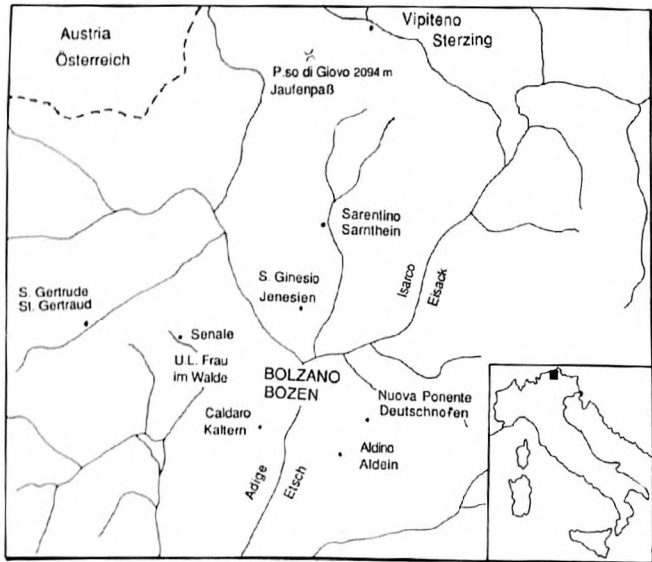 Austria
Österreich
Vipiteno
Sterzing
P.so di Giovo 2094 m
Jaufenpaß
Sarentino
Sarnthein
Isarco
Eisack
S. Ginesio
Jenesien
S. Gertrude
St. Gertraud
Senale
U.L. Frau
im Walde
BOLZANO
BOZEN
Nuova Ponente
Deutschnofen
Caldaro
Kaltern
Aldino
Aldein
Adige
Etsch